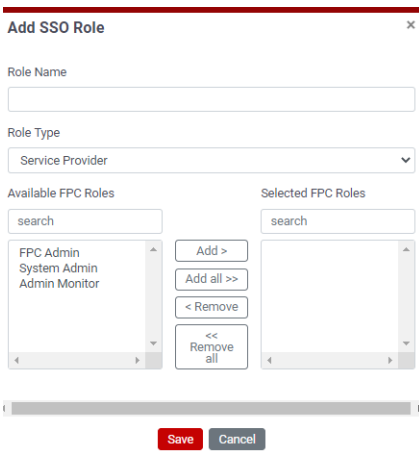 Add SSO Role
×
Role Name
Role Type
Service Provider
Available FPC Roles
Selected FPC Roles
search
search
FPC Admin
System Admin
Admin Monitor
Add >
Add all >>
< Remove
<<
Remove
all
Save
Cancel